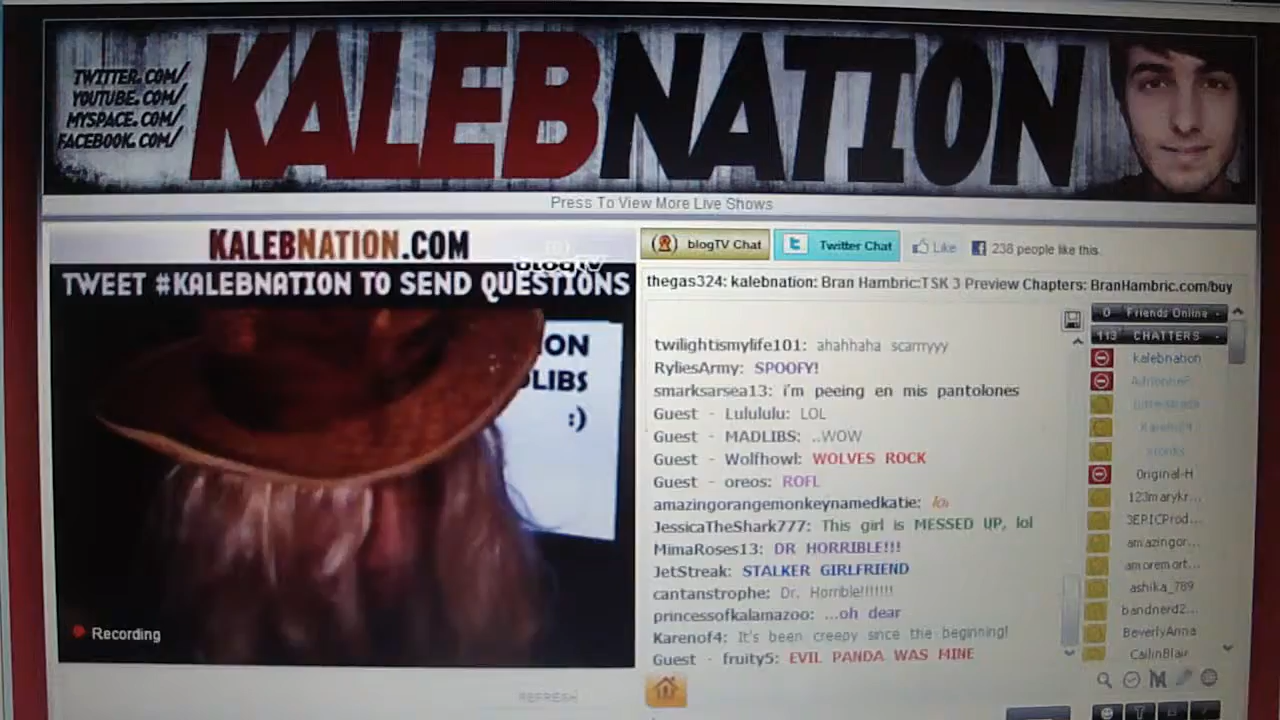 TWITTER.COM/
YOUTUBE.COM/
MYSPACE.COM/
FACEBOOK.COM/
KALEBNATION
Press To View More Live Shows
KALEBNATION.COM
blogTV
TWEET #KALEBNATION TO SEND QUESTIONS
ON
LIBS
:)
Recording
REFRESH
blogTV Chat
Twitter Chat
Like
238 people like this.
thegas324: kalebnation: Bran Hambric:TSK 3 Preview Chapters: BranHambric.com/buy
twilightismylife101: ahahhaha scarrryyy
RyliesArmy: SPOOFY!
smarksarsea13: i'm peeing en mis pantolones
Guest - Lulululu: LOL
Guest - MADLIBS: ..WOW
Guest - Wolfhowl: WOLVES ROCK
Guest - oreos: ROFL
amazingorangemonkeynamedkatie: lol
JessicaTheShark777: This girl is MESSED UP, lol
MimaRoses13: DR HORRIBLE!!!
JetStreak: STALKER GIRLFRIEND
cantanstrophe: Dr. Horrible!!!!!!!
princessofkalamazoo: ...oh dear
Karenof4: It's been creepy since the beginning!
Guest - fruity5: EVIL PANDA WAS MINE
0 Friends Online
113 CHATTERS
kalebnation
Original-H
123marykr...
3EPICProd...
amazingor...
amoremort...
ashika_789
bandnerd2...
BeverlyAnna
CailinBlair